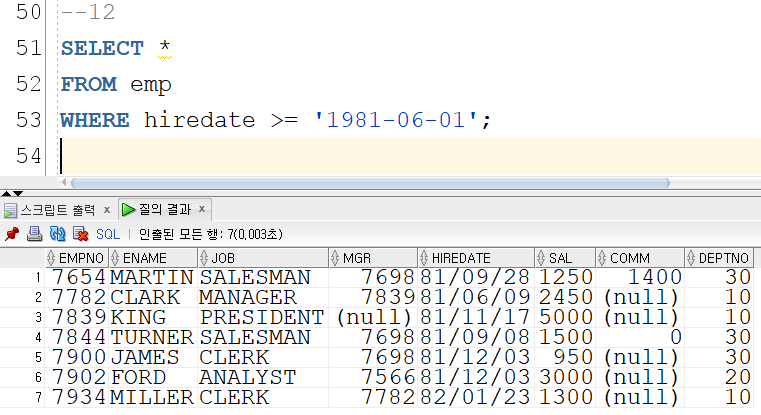 50 --12
51 SELECT *
52 FROM emp
53 WHERE hiredate >= '1981-06-01';
54
스크립트 출력 x 질의 결과 x
SQL | 인출된 모든 행: 7(0,003초)
EMPNO ENAME JOB MGR HIREDATE SAL COMM DEPTNO
1 7654 MARTIN SALESMAN 7698 81/09/28 1250 1400 30
2 7782 CLARK MANAGER 7839 81/06/09 2450 (null) 10
3 7839 KING PRESIDENT (null) 81/11/17 5000 (null) 10
4 7844 TURNER SALESMAN 7698 81/09/08 1500 0 30
5 7900 JAMES CLERK 7698 81/12/03 950 (null) 30
6 7902 FORD ANALYST 7566 81/12/03 3000 (null) 20
7 7934 MILLER CLERK 7782 82/01/23 1300 (null) 10